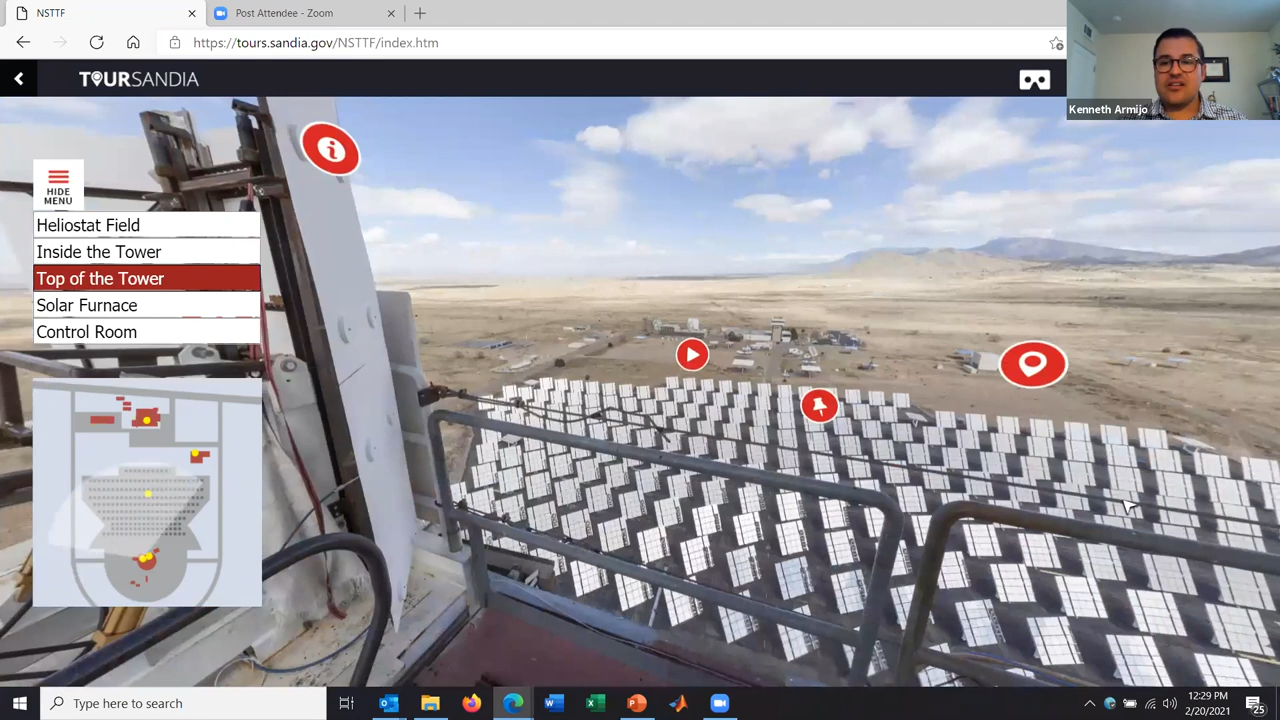 NSTTF
Post Attendee - Zoom
https://tours.sandia.gov/NSTTF/index.htm
TOURSANDIA
Kenneth Armijo
HIDE
MENU
Heliostat Field
Inside the Tower
Top of the Tower
Solar Furnace
Control Room
Type here to search
12:29 PM
2/20/2021
25